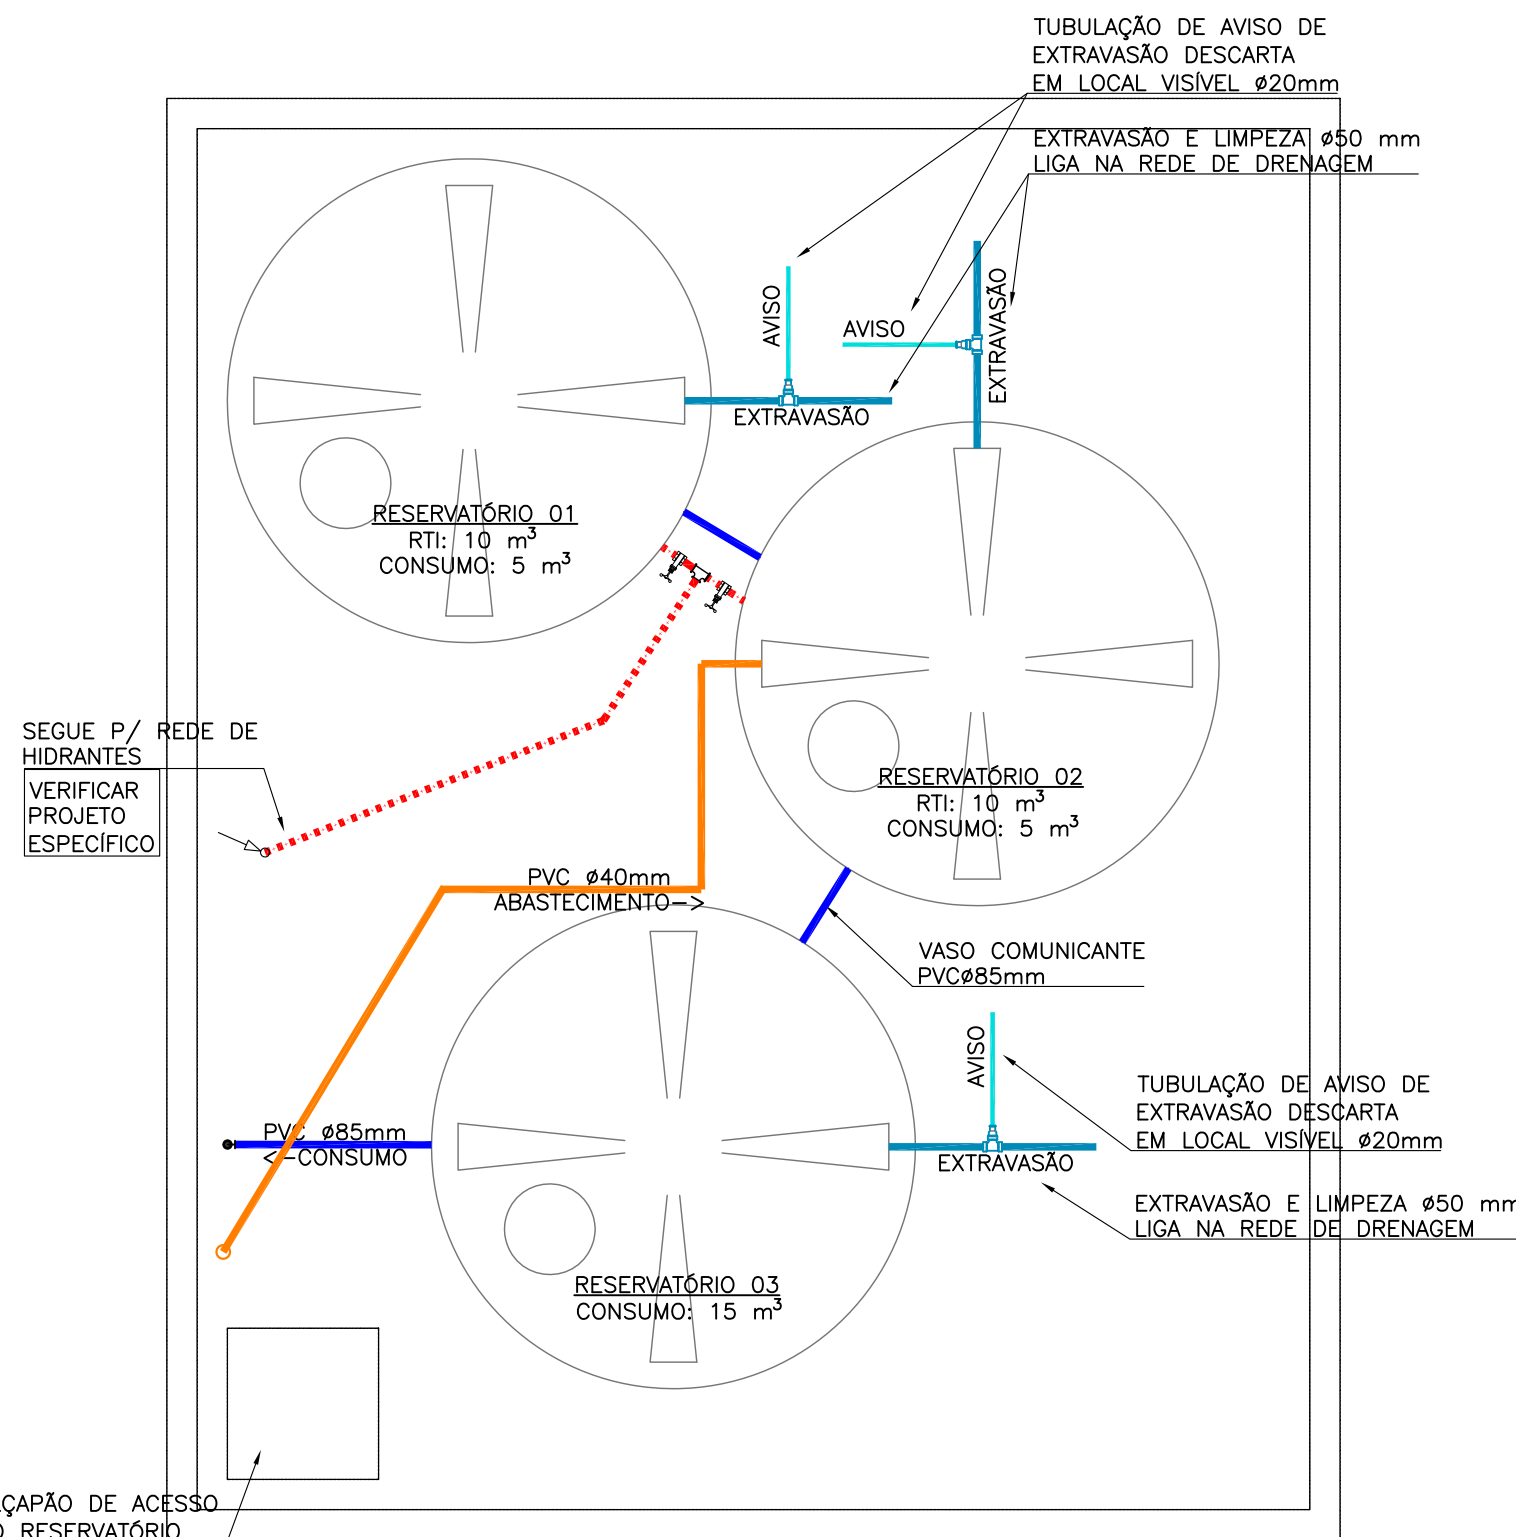 TUBULAÇÃO DE AVISO DE
EXTRAVASÃO DESCARTA
EM LOCAL VISÍVEL ø20mm
EXTRAVASÃO E LIMPEZA ø50 mm
LIGA NA REDE DE DRENAGEM
AVISO
AVISO
EXTRAVASÃO
EXTRAVASÃO
RESERVATÓRIO 01
RTI: 10 m³
CONSUMO: 5 m³
SEGUE P/ REDE DE
HIDRANTES
VERIFICAR
PROJETO
ESPECÍFICO
RESERVATÓRIO 02
RTI: 10 m³
CONSUMO: 5 m³
PVC ø40mm
ABASTECIMENTO->
VASO COMUNICANTE
PVCø85mm
AVISO
TUBULAÇÃO DE AVISO DE
EXTRAVASÃO DESCARTA
EM LOCAL VISÍVEL ø20mm
PVC ø85mm
<-CONSUMO
EXTRAVASÃO
EXTRAVASÃO E LIMPEZA ø50 mm
LIGA NA REDE DE DRENAGEM
RESERVATÓRIO 03
CONSUMO: 15 m³
ÇAPÃO DE ACESSO
O RESERVATÓRIO